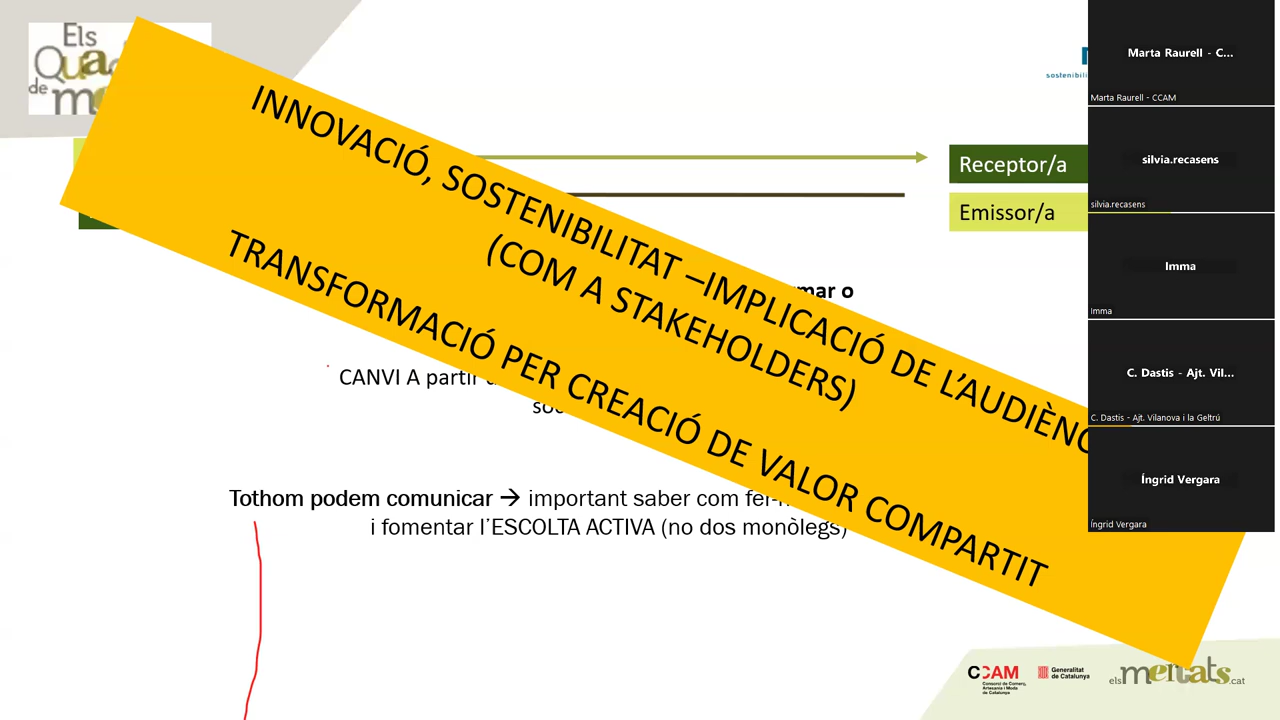 Els
de
sostenibili
INNOVACIÓ, SOSTENIBILITAT –IMPLICACIÓ DE L'AUDIÈNC
(COM A STAKEHOLDERS)
TRANSFORMACIÓ PER CREACIÓ DE VALOR COMPARTIT
Receptor/a
Emissor/a
mar o
CANVI A partir
Tothom podem comunicar → important saber com fer-
i fomentar l'ESCOLTA ACTIVA (no dos monòlegs)
Marta Raurell - C...
Marta Raurell - CCAM
silvia.recasens
silvia.recasens
Imma
Imma
C. Dastis - Ajt. Vil...
C. Dastis - Ajt. Vilanova i la Geltrú
Íngrid Vergara
Íngrid Vergara
CCAM
Consorci de Comerç,
Artesania i Moda
de Catalunya
Generalitat
de Catalunya
elsmercats.cat